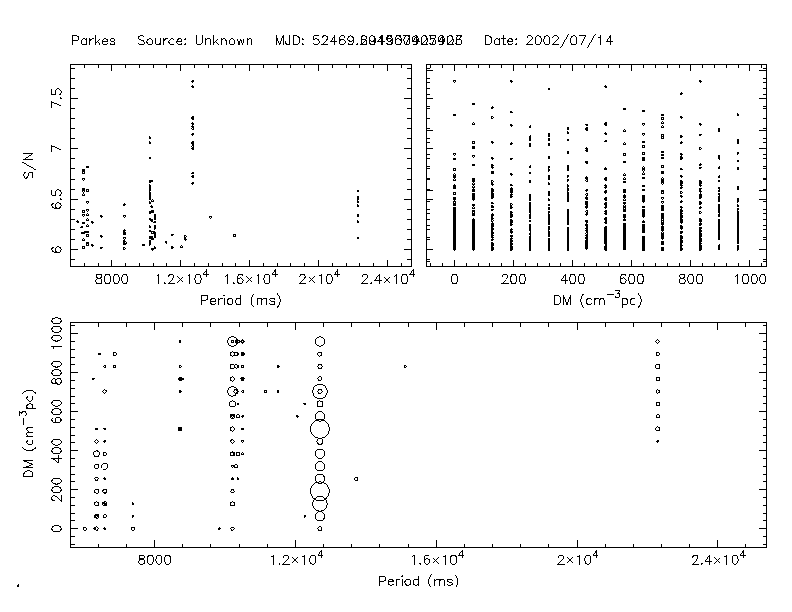 Parkes Source: Unknown MJD: Date: 2002/07/14
7.5
7
6.5
6
S/N
8000 1.2×10⁴ 1.6×10⁴ 2×10⁴ 2.4×10⁴
Period (ms)
0 200 400 600 800 1000
DM (cm⁻³pc)
1000
800
600
400
200
0
DM (cm⁻³pc)
8000 1.2×10⁴ 1.6×10⁴ 2×10⁴ 2.4×10⁴
Period (ms)